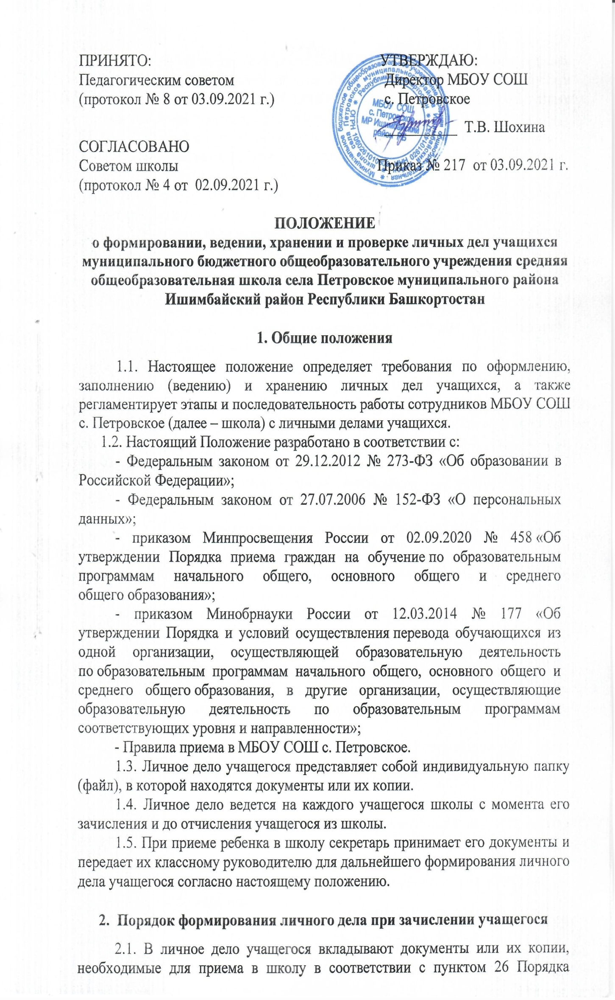 ПРИНЯТО:
Педагогическим советом
(протокол № 8 от 03.09.2021 г.)
СОГЛАСОВАНО
Советом школы
(протокол № 4 от 02.09.2021 г.)
УТВЕРЖДАЮ:
Директор МБОУ СОШ
с. Петровское
Т.В. Шохина
Приказ № 217 от 03.09.2021 г.
МБОУ СОШ
с. Петровское
МР Ишимбайский
район РБ
ПОЛОЖЕНИЕ
о формировании, ведении, хранении и проверке личных дел учащихся
муниципального бюджетного общеобразовательного учреждения средняя
общеобразовательная школа села Петровское муниципального района
Ишимбайский район Республики Башкортостан
1. Общие положения
1.1. Настоящее положение определяет требования по оформлению,
заполнению (ведению) и хранению личных дел учащихся, а также
регламентирует этапы и последовательность работы сотрудников МБОУ СОШ
с. Петровское (далее – школа) с личными делами учащихся.
1.2. Настоящий Положение разработано в соответствии с:
- Федеральным законом от 29.12.2012 № 273-ФЗ «Об образовании в
Российской Федерации»;
- Федеральным законом от 27.07.2006 № 152-ФЗ «О персональных
данных»;
- приказом Минпросвещения России от 02.09.2020 № 458 «Об
утверждении Порядка приема граждан на обучение по образовательным
программам начального общего, основного общего и среднего
общего образования»;
- приказом Минобрнауки России от 12.03.2014 № 177 «Об
утверждении Порядка и условий осуществления перевода обучающихся из
одной организации, осуществляющей образовательную деятельность
по образовательным программам начального общего, основного общего и
среднего общего образования, в другие организации, осуществляющие
образовательную деятельность по образовательным программам
соответствующих уровня и направленности»;
- Правила приема в МБОУ СОШ с. Петровское.
1.3. Личное дело учащегося представляет собой индивидуальную папку
(файл), в которой находятся документы или их копии.
1.4. Личное дело ведется на каждого учащегося школы с момента его
зачисления и до отчисления учащегося из школы.
1.5. При приеме ребенка в школу секретарь принимает его документы и
передает их классному руководителю для дальнейшего формирования личного
дела учащегося согласно настоящему положению.
2. Порядок формирования личного дела при зачислении учащегося
2.1. В личное дело учащегося вкладывают документы или их копии,
необходимые для приема в школу в соответствии с пунктом 26 Порядка